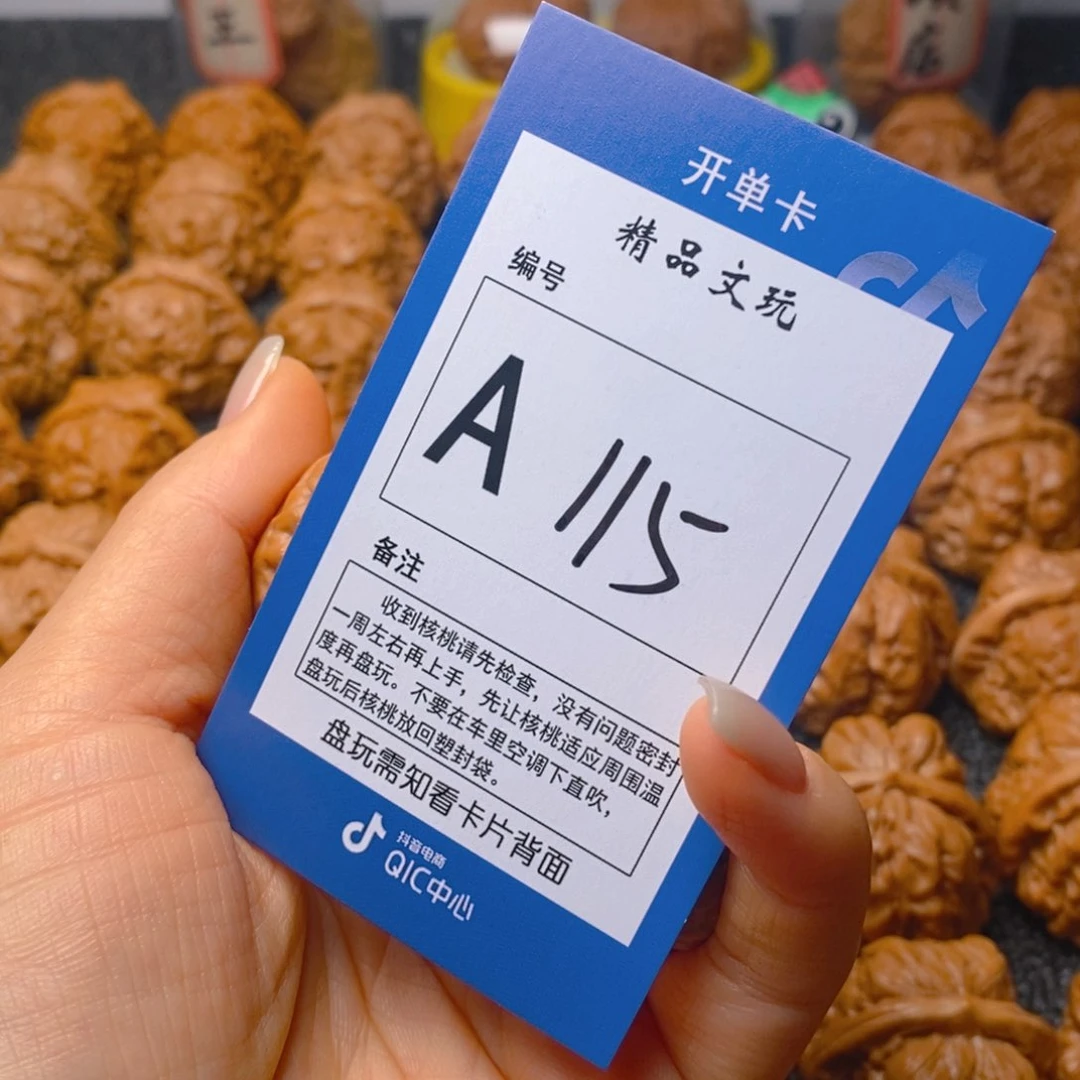 王
开单卡
精品文玩
编号
A 115
备注
收到核桃请先检查，没有问题密封
一周左右再上手，先让核桃适应周围温
度再盘玩。不要在车里空调下直吹，
盘玩后核桃放回塑封袋。
盘玩需知看卡片背面
抖音电商
QIC中心